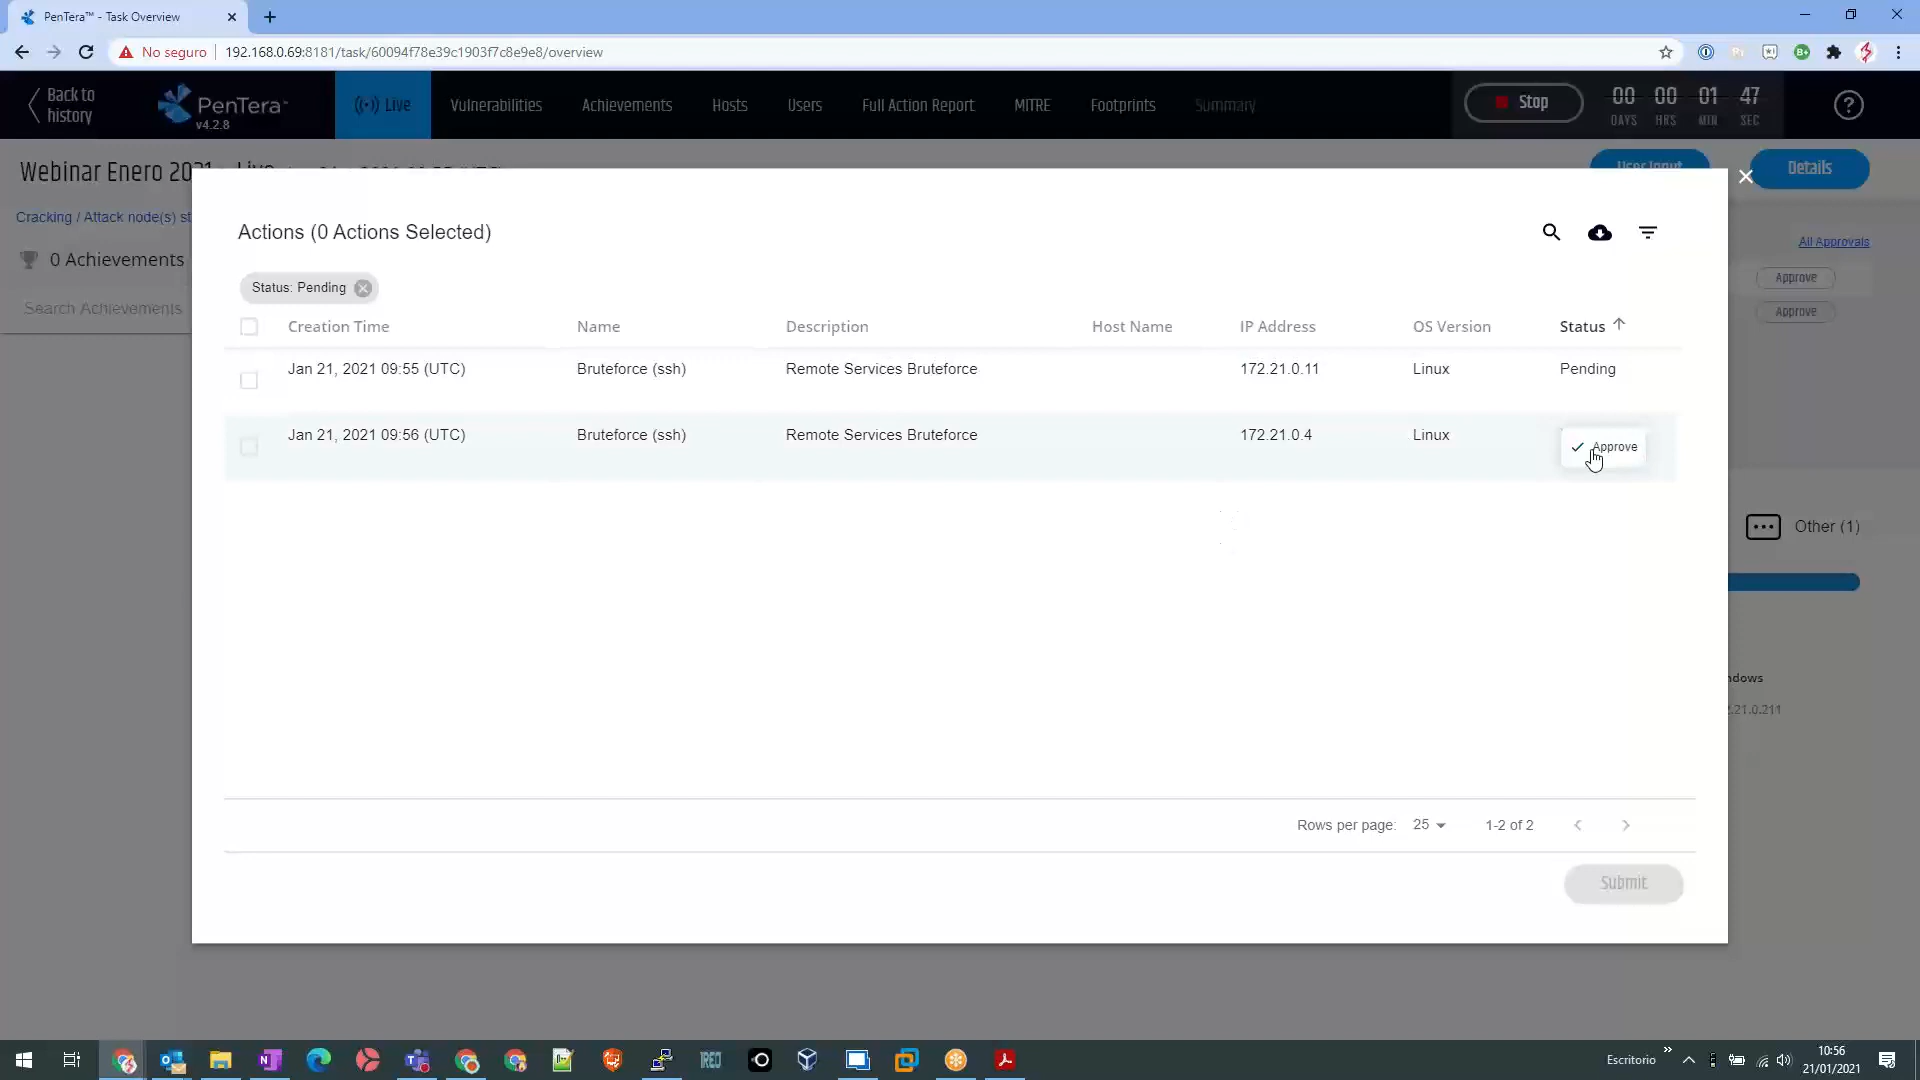 PenTera™ - Task Overview
No seguro
192.168.0.69:8181/task/60094f78e39c1903f7c8e9e8/overview
Back to
history
PenTera™
v4.2.8
Live
Vulnerabilities
Achievements
Hosts
Users
Full Action Report
MITRE
Footprints
Summary
Stop
00 00 01 47
DAYS HRS MIN SEC
Webinar Enero 2021 - Live
User Input
Details
Cracking / Attack node(s) st
All Approvals
0 Achievements
Approve
Search Achievements
Approve
Actions (0 Actions Selected)
Status: Pending
Creation Time Name Description Host Name IP Address OS Version Status
Jan 21, 2021 09:55 (UTC) Bruteforce (ssh) Remote Services Bruteforce 172.21.0.11 Linux Pending
Jan 21, 2021 09:56 (UTC) Bruteforce (ssh) Remote Services Bruteforce 172.21.0.4 Linux Approve
Other (1)
ndows
2.21.0.211
Rows per page: 25 1-2 of 2
Submit
IREO
Escritorio
10:56
21/01/2021